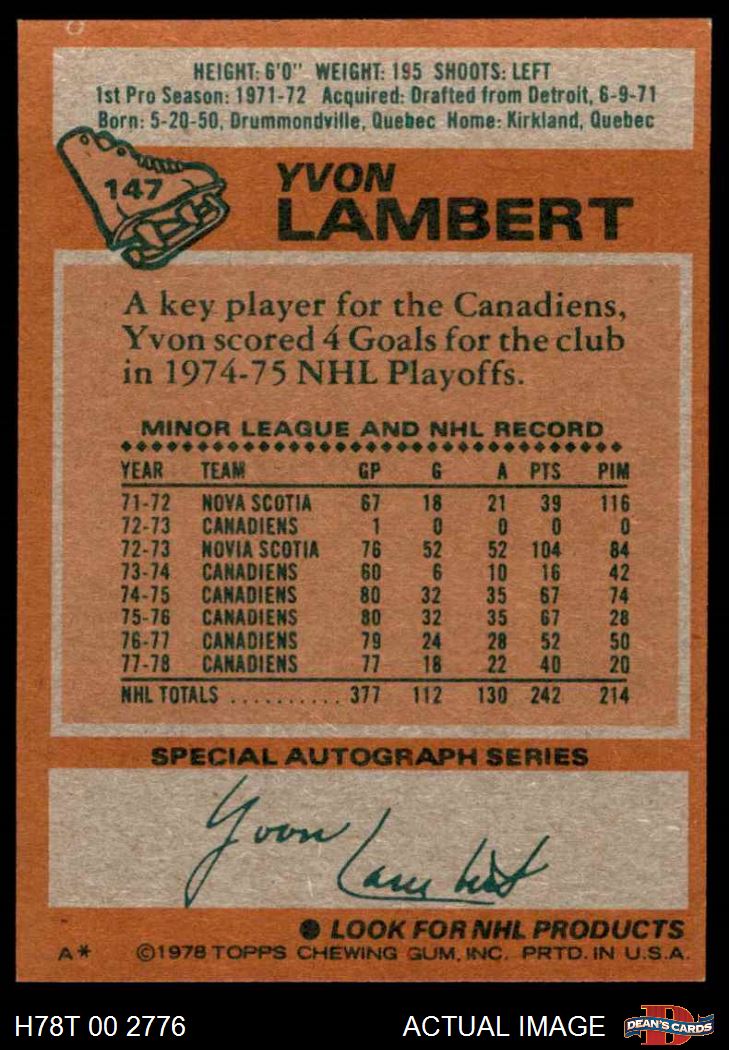 HEIGHT: 6'0" WEIGHT: 195 SHOOTS: LEFT
1st Pro Season: 1971-72 Acquired: Drafted from Detroit, 6-9-71
Born: 5-20-50, Drummondville, Quebec Home: Kirkland, Quebec
147
YVON
LAMBERT
A key player for the Canadiens,
Yvon scored 4 Goals for the club
in 1974-75 NHL Playoffs.
MINOR LEAGUE AND NHL RECORD
YEAR TEAM GP G A PTS PIM
71-72 NOVA SCOTIA 67 18 21 39 116
72-73 CANADIENS 1 0 0 0 0
72-73 NOVIA SCOTIA 76 52 52 104 84
73-74 CANADIENS 60 6 10 16 42
74-75 CANADIENS 80 32 35 67 74
75-76 CANADIENS 80 32 35 67 28
76-77 CANADIENS 79 24 28 52 50
77-78 CANADIENS 77 18 22 40 20
NHL TOTALS .......... 377 112 130 242 214
SPECIAL AUTOGRAPH SERIES
Yvon Lambert
● LOOK FOR NHL PRODUCTS
A* ©1978 TOPPS CHEWING GUM, INC. PRTD. IN U.S.A.
H78T 00 2776 ACTUAL IMAGE
D
DEAN'S CARDS